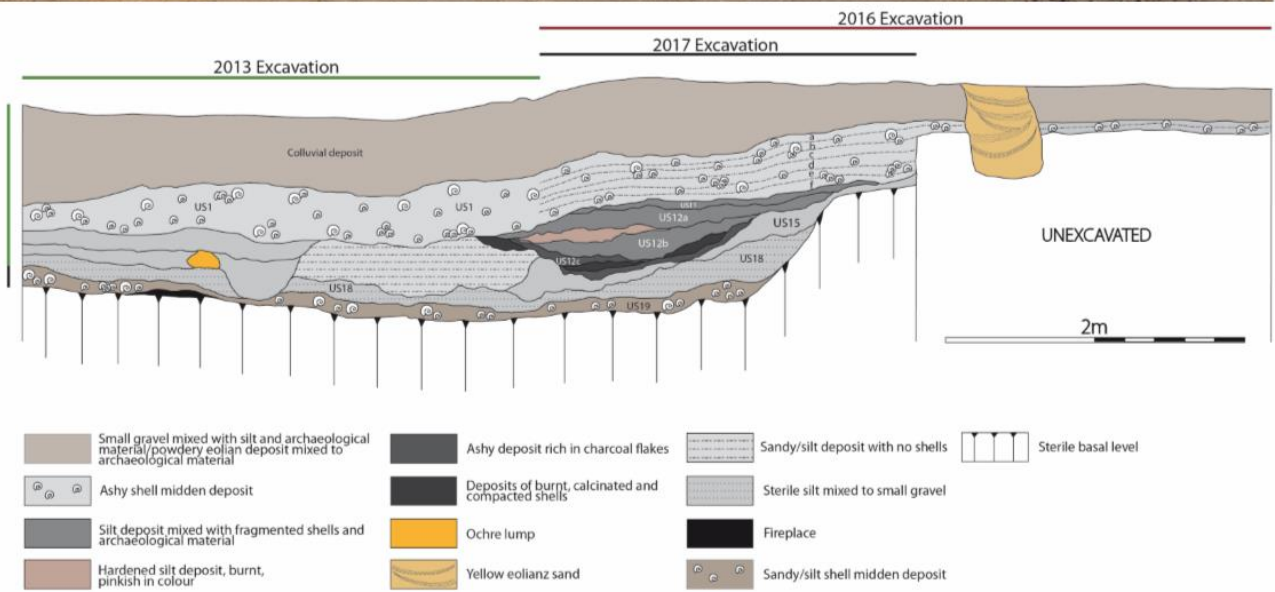 2016 Excavation
2017 Excavation
2013 Excavation
Colluvial deposit
a b c d e f
US1
US1
US11
US12a
US12b
US12c
US15
US18
US18
US19
UNEXCAVATED
2m
Small gravel mixed with silt and archaeological
material/powdery eolian deposit mixed to
archaeological material
Ashy shell midden deposit
Silt deposit mixed with fragmented shells and
archaeological material
Hardened silt deposit, burnt,
pinkish in colour
Ashy deposit rich in charcoal flakes
Deposits of burnt, calcinated and
compacted shells
Ochre lump
Yellow eolianz sand
Sandy/silt deposit with no shells
Sterile silt mixed to small gravel
Fireplace
Sandy/silt shell midden deposit
Sterile basal level